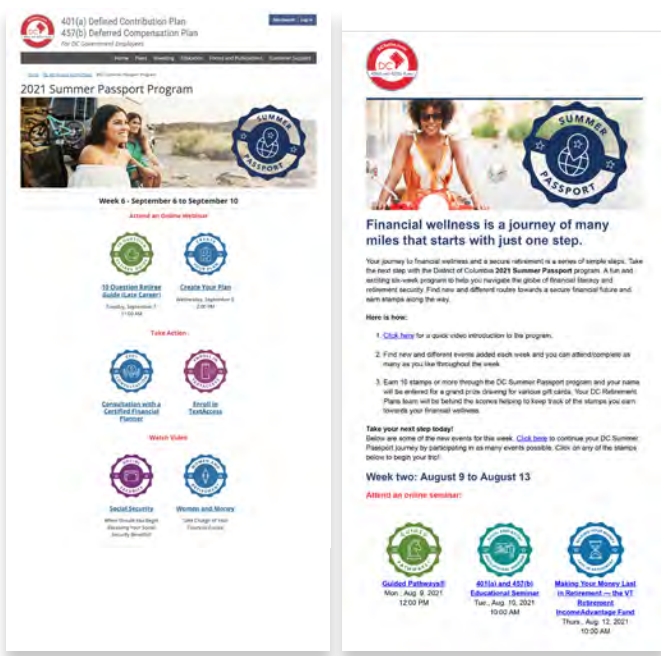 401(a) Defined Contribution Plan
457(b) Deferred Compensation Plan
For DC Government Employees
Home Plans Investing Education Forms and Publications Customer Support
2021 Summer Passport Program
SUMMER
PASSPORT
Week 6 - September 6 to September 10
Attend an Online Webinar
10 Question Retiree
Guide (Late Career)
Tuesday, September 7
11:00 AM
Create Your Plan
Wednesday, September 8
2:00 PM
Take Action
Consultation with a
Certified Financial
Planner
Enroll to
TextAccess
Watch Video
Social Security
When Should You Begin
Receiving Your Social
Security Benefits?
Women and Money
Take Charge of Your
Financial Future
DC
SUMMER
PASSPORT
Financial wellness is a journey of many
miles that starts with just one step.
Your journey to financial wellness and a secure retirement is a series of simple steps. Take
the next step with the District of Columbia 2021 Summer Passport program. A fun and
exciting six-week program to help you navigate the globe of financial literacy and
retirement security. Find new and different routes towards a secure financial future and
earn stamps along the way.
Here is how:
1. Click here for a quick video introduction to the program.
2. Find new and different events added each week and you can attend/complete as
many as you like throughout the week.
3. Earn 10 stamps or more through the DC Summer Passport program and your name
will be entered for a grand prize drawing for various gift cards. Your DC Retirement
Plans team will be behind the scenes helping to keep track of the stamps you earn
towards your financial wellness.
Take your next step today!
Below are some of the new events for this week. Click here to continue your DC Summer
Passport journey by participating in as many events possible. Click on any of the stamps
below to begin your trip!
Week two: August 9 to August 13
Attend an online seminar:
GUIDED
PATHWAYS
Guided Pathways®
Mon., Aug. 9, 2021
12:00 PM
401(a) and 457(b)
Educational Seminar
Tue., Aug. 10, 2021
10:00 AM
Making Your Money Last
in Retirement — the VT
Retirement
IncomeAdvantage Fund
Thurs., Aug. 12, 2021
10:00 AM